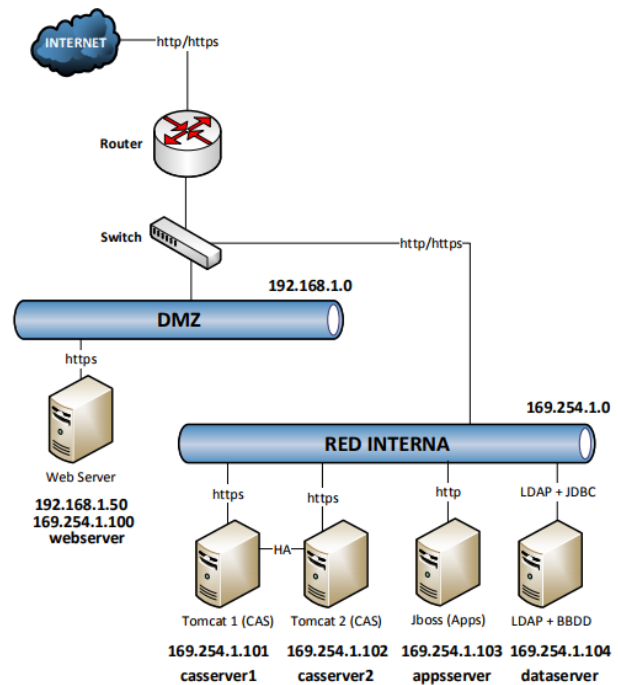 INTERNET
http/https
Router
Switch
http/https
192.168.1.0
DMZ
https
169.254.1.0
RED INTERNA
Web Server
192.168.1.50
169.254.1.100
webserver
https
https
http
LDAP + JDBC
HA
Tomcat 1 (CAS)
Tomcat 2 (CAS)
Jboss (Apps)
LDAP + BBDD
169.254.1.101
169.254.1.102
169.254.1.103
169.254.1.104
casserver1
casserver2
appsserver
dataserver